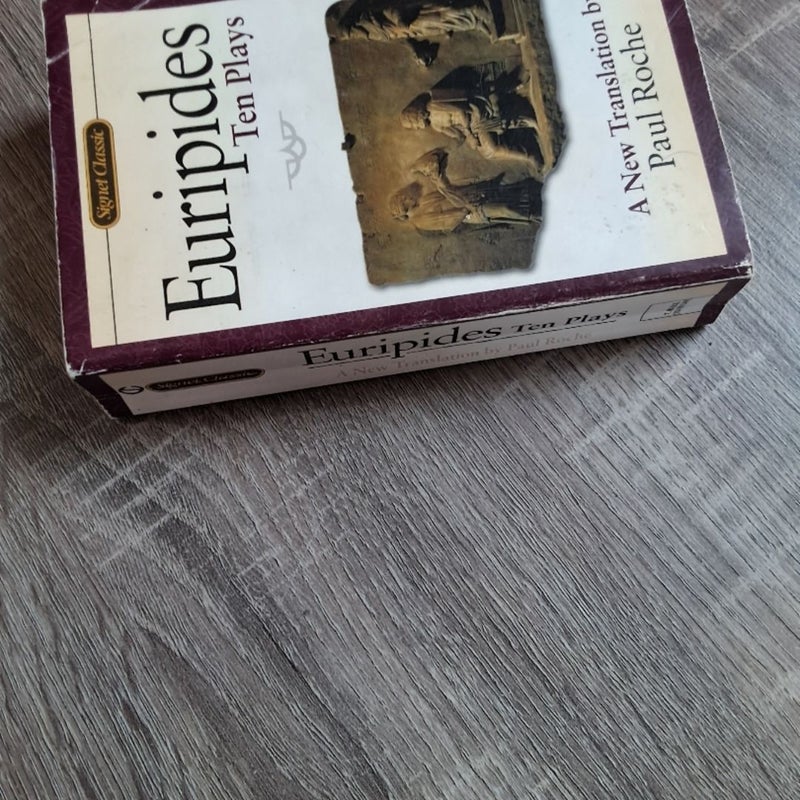 Signet Classic
Euripides
Ten Plays
A New Translation by
Paul Roche
Signet Classic
Euripides Ten Plays
A New Translation by Paul Roche